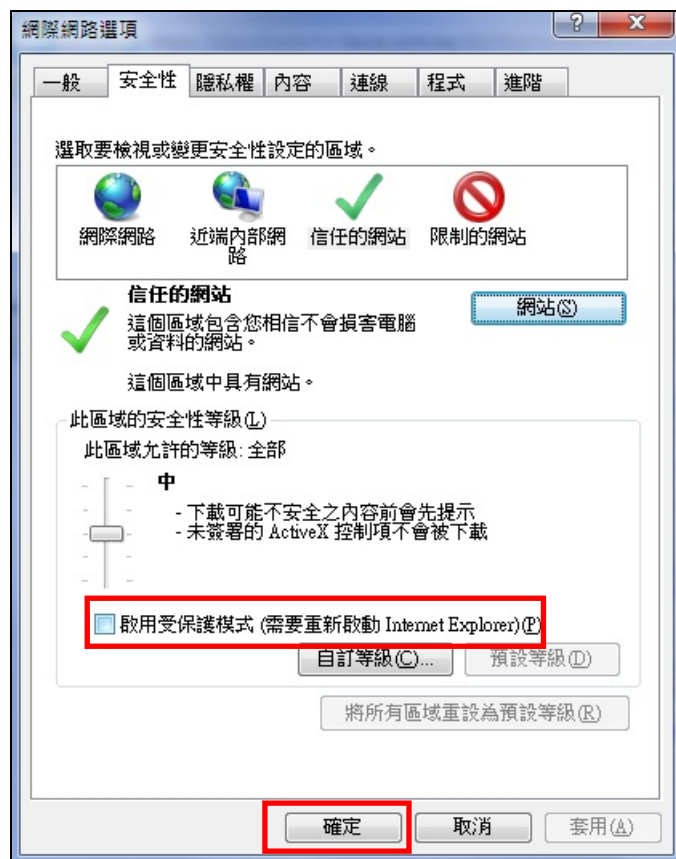 網際網路選項
一般 安全性 隱私權 內容 連線 程式 進階
選取要檢視或變更安全性設定的區域。
網際網路 近端內部網路 信任的網站 限制的網站
信任的網站
網站(S)
這個區域包含您相信不會損害電腦
或資料的網站。
這個區域中具有網站。
此區域的安全性等級(L)
此區域允許的等級: 全部
中
- 下載可能不安全之內容前會先提示
- 未簽署的 ActiveX 控制項不會被下載
啟用受保護模式 (需要重新啟動 Internet Explorer)(P)
自訂等級(C)... 預設等級(D)
將所有區域重設為預設等級(R)
確定 取消 套用(A)